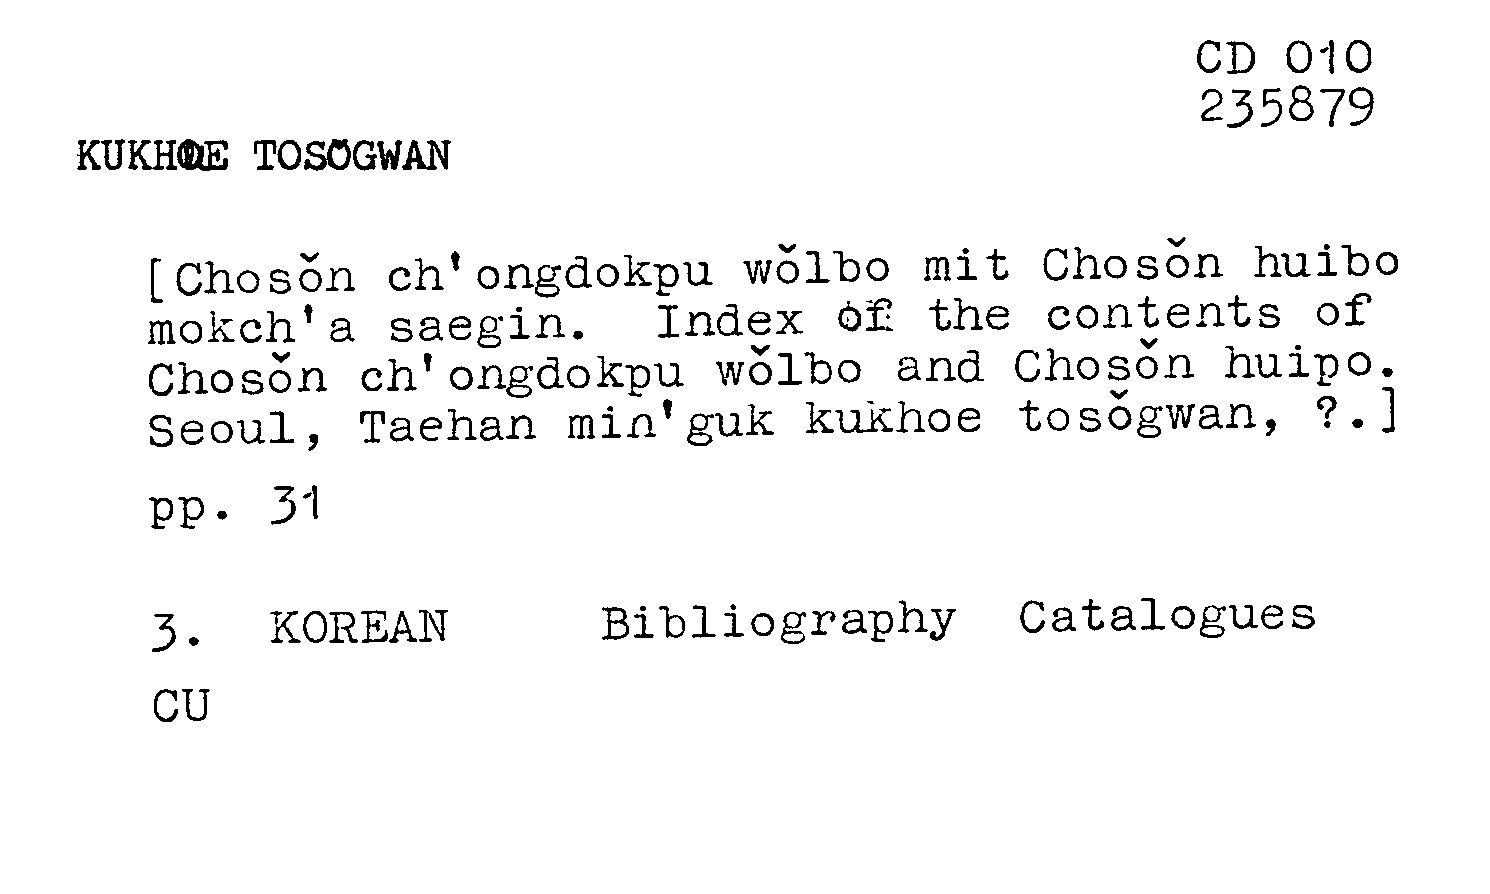 CD 010
235879
KUKHOE TOSŎGWAN
[Chosŏn ch'ongdokpu wŏlbo mit Chosŏn huibo
mokch'a saegin. Index of the contents of
Chosŏn ch'ongdokpu wŏlbo and Chosŏn huipo.
Seoul, Taehan min'guk kukhoe tosŏgwan, ?.]
pp. 31
3. KOREAN Bibliography Catalogues
CU